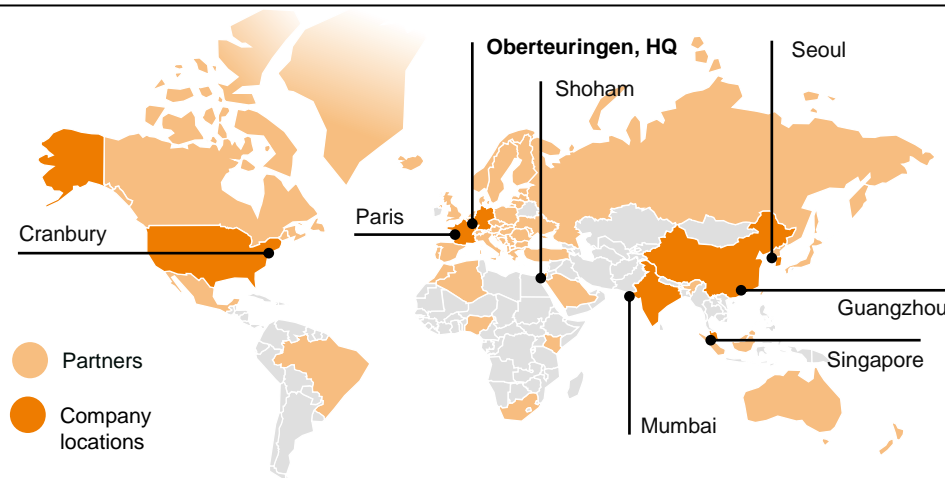 Oberteuringen, HQ
Seoul
Shoham
Paris
Cranbury
Guangzhou
Partners
Singapore
Company
locations
Mumbai